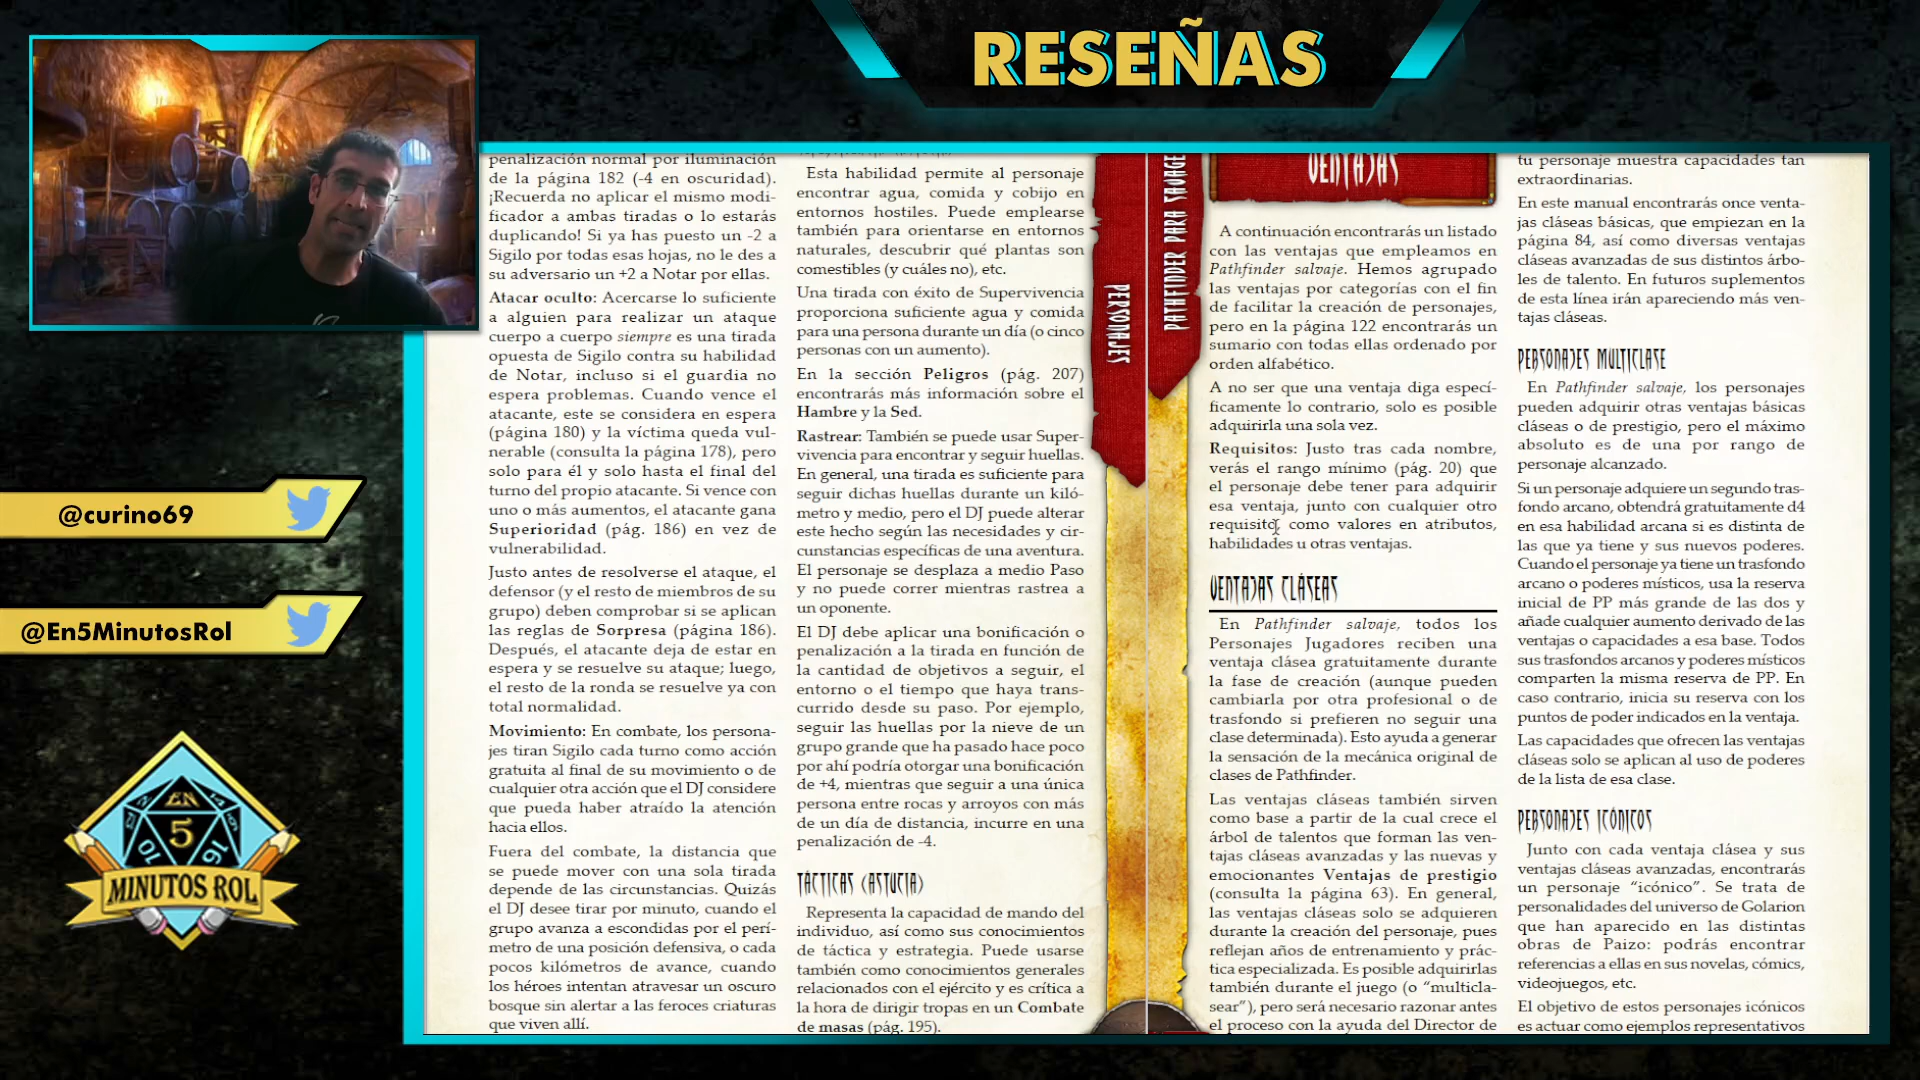 RESEÑAS
@curino69
@En5MinutosRol
EN
5
MINUTOS ROL
penalización normal por iluminación
de la página 182 (-4 en oscuridad).
¡Recuerda no aplicar el mismo modi-
ficador a ambas tiradas o lo estarás
duplicando! Si ya has puesto un -2 a
Sigilo por todas esas hojas, no le des a
su adversario un +2 a Notar por ellas.
Atacar oculto: Acercarse lo suficiente
a alguien para realizar un ataque
cuerpo a cuerpo siempre es una tirada
opuesta de Sigilo contra su habilidad
de Notar, incluso si el guardia no
espera problemas. Cuando vence el
atacante, este se considera en espera
(página 180) y la víctima queda vul-
nerable (consulta la página 178), pero
solo para él y solo hasta el final del
turno del propio atacante. Si vence con
uno o más aumentos, el atacante gana
Superioridad (pág. 186) en vez de
vulnerabilidad.
Justo antes de resolverse el ataque, el
defensor (y el resto de miembros de su
grupo) deben comprobar si se aplican
las reglas de Sorpresa (página 186).
Después, el atacante deja de estar en
espera y se resuelve su ataque; luego,
el resto de la ronda se resuelve ya con
total normalidad.
Movimiento: En combate, los persona-
jes tiran Sigilo cada turno como acción
gratuita al final de su movimiento o de
cualquier otra acción que el DJ considere
que pueda haber atraído la atención
hacia ellos.
Fuera del combate, la distancia que
se puede mover con una sola tirada
depende de las circunstancias. Quizás
el DJ desee tirar por minuto, cuando el
grupo avanza a escondidas por el perí-
metro de una posición defensiva, o cada
pocos kilómetros de avance, cuando
los héroes intentan atravesar un oscuro
bosque sin alertar a las feroces criaturas
que viven allí.
Esta habilidad permite al personaje
encontrar agua, comida y cobijo en
entornos hostiles. Puede emplearse
también para orientarse en entornos
naturales, descubrir qué plantas son
comestibles (y cuáles no), etc.
Una tirada con éxito de Supervivencia
proporciona suficiente agua y comida
para una persona durante un día (o cinco
personas con un aumento).
En la sección Peligros (pág. 207)
encontrarás más información sobre el
Hambre y la Sed.
Rastrear: También se puede usar Super-
vivencia para encontrar y seguir huellas.
En general, una tirada es suficiente para
seguir dichas huellas durante un kiló-
metro y medio, pero el DJ puede alterar
este hecho según las necesidades y cir-
cunstancias específicas de una aventura.
El personaje se desplaza a medio Paso
y no puede correr mientras rastrea a
un oponente.
El DJ debe aplicar una bonificación o
penalización a la tirada en función de
la cantidad de objetivos a seguir, el
entorno o el tiempo que haya trans-
currido desde su paso. Por ejemplo,
seguir las huellas por la nieve de un
grupo grande que ha pasado hace poco
por ahí podría otorgar una bonificación
de +4, mientras que seguir a una única
persona entre rocas y arroyos con más
de un día de distancia, incurre en una
penalización de -4.
TÁCTICAS (ASTUCIA)
Representa la capacidad de mando del
individuo, así como sus conocimientos
de táctica y estrategia. Puede usarse
también como conocimientos generales
relacionados con el ejército y es crítica a
la hora de dirigir tropas en un Combate
de masas (pág. 195).
PERSONAJES
PATHFINDER PARA SAVAGE
VENTAJAS
A continuación encontrarás un listado
con las ventajas que empleamos en
Pathfinder salvaje. Hemos agrupado
las ventajas por categorías con el fin
de facilitar la creación de personajes,
pero en la página 122 encontrarás un
sumario con todas ellas ordenado por
orden alfabético.
A no ser que una ventaja diga especí-
ficamente lo contrario, solo es posible
adquirirla una sola vez.
Requisitos: Justo tras cada nombre,
verás el rango mínimo (pág. 20) que
el personaje debe tener para adquirir
esa ventaja, junto con cualquier otro
requisito, como valores en atributos,
habilidades u otras ventajas.
VENTAJAS CLÁSEAS
En Pathfinder salvaje, todos los
Personajes Jugadores reciben una
ventaja clásea gratuitamente durante
la fase de creación (aunque pueden
cambiarla por otra profesional o de
trasfondo si prefieren no seguir una
clase determinada). Esto ayuda a generar
la sensación de la mecánica original de
clases de Pathfinder.
Las ventajas cláseas también sirven
como base a partir de la cual crece el
árbol de talentos que forman las ven-
tajas cláseas avanzadas y las nuevas y
emocionantes Ventajas de prestigio
(consulta la página 63). En general,
las ventajas cláseas solo se adquieren
durante la creación del personaje, pues
reflejan años de entrenamiento y prác-
tica especializada. Es posible adquirirlas
también durante el juego (o “multicla-
sear”), pero será necesario razonar antes
el proceso con la ayuda del Director de
tu personaje muestra capacidades tan
extraordinarias.
En este manual encontrarás once venta-
jas cláseas básicas, que empiezan en la
página 84, así como diversas ventajas
cláseas avanzadas de sus distintos árbo-
les de talento. En futuros suplementos
de esta línea irán apareciendo más ven-
tajas cláseas.
PERSONAJES MULTICLASE
En Pathfinder salvaje, los personajes
pueden adquirir otras ventajas básicas
cláseas o de prestigio, pero el máximo
absoluto es de una por rango de
personaje alcanzado.
Si un personaje adquiere un segundo tras-
fondo arcano, obtendrá gratuitamente d4
en esa habilidad arcana si es distinta de
las que ya tiene y sus nuevos poderes.
Cuando el personaje ya tiene un trasfondo
arcano o poderes místicos, usa la reserva
inicial de PP más grande de las dos y
añade cualquier aumento derivado de las
ventajas o capacidades a esa base. Todos
sus trasfondos arcanos y poderes místicos
comparten la misma reserva de PP. En
caso contrario, inicia su reserva con los
puntos de poder indicados en la ventaja.
Las capacidades que ofrecen las ventajas
cláseas solo se aplican al uso de poderes
de la lista de esa clase.
PERSONAJES ICÓNICOS
Junto con cada ventaja clásea y sus
ventajas cláseas avanzadas, encontrarás
un personaje “icónico”. Se trata de
personalidades del universo de Golarion
que han aparecido en las distintas
obras de Paizo: podrás encontrar
referencias a ellas en sus novelas, cómics,
videojuegos, etc.
El objetivo de estos personajes icónicos
es actuar como ejemplos representativos